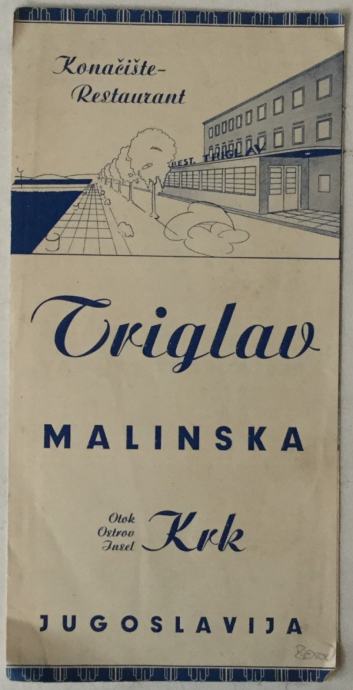 Konačište-
Restaurant
REST. TRIGLAV
Triglav
MALINSKA
Otok
Ostrov
Insel
Krk
JUGOSLAVIJA